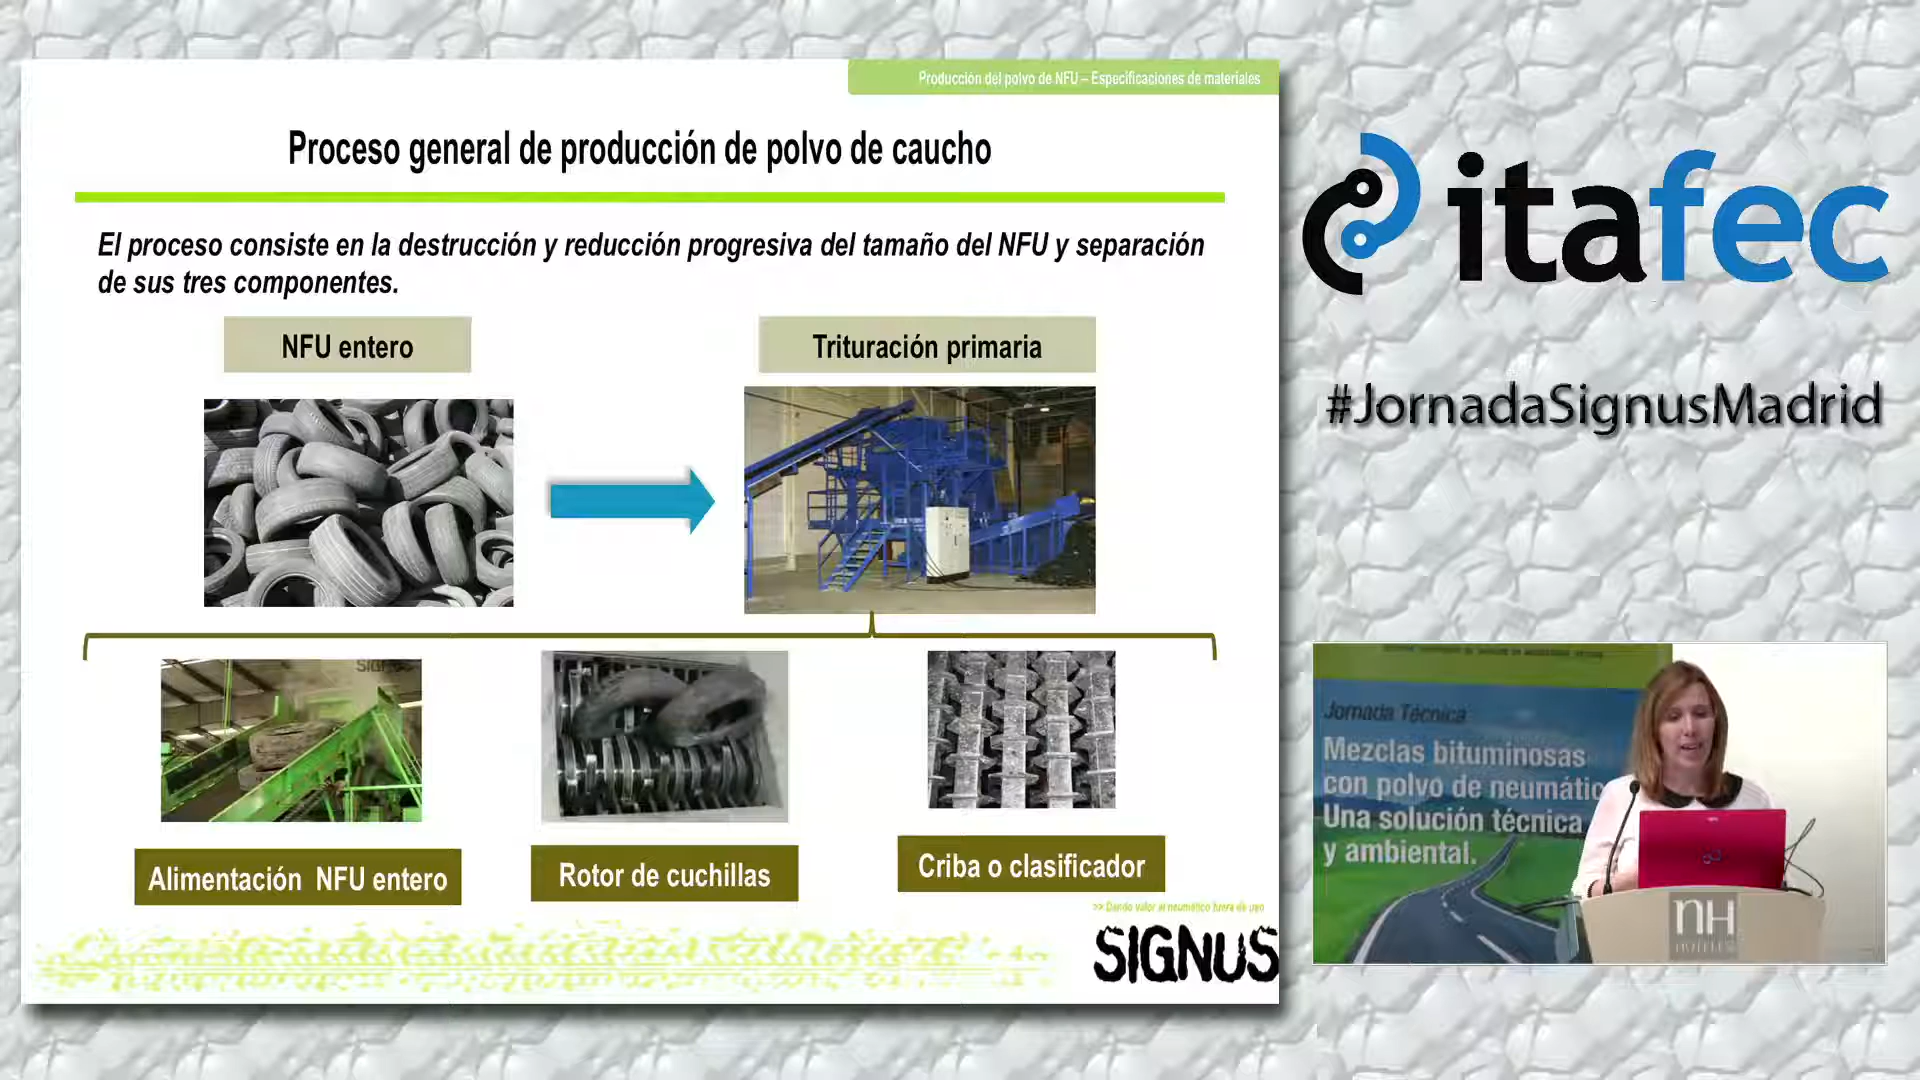 Producción del polvo de NFU – Especificaciones de materiales
Proceso general de producción de polvo de caucho
El proceso consiste en la destrucción y reducción progresiva del tamaño del NFU y separación
de sus tres componentes.
NFU entero
Trituración primaria
Alimentación NFU entero
Rotor de cuchillas
Criba o clasificador
>> Dando valor al neumático fuera de uso
SIGNUS
itafec
#JornadaSignusMadrid
Jornada Técnica
Mezclas bituminosas
con polvo de neumátic
Una solución técnica
y ambiental.
nH
HOTELES